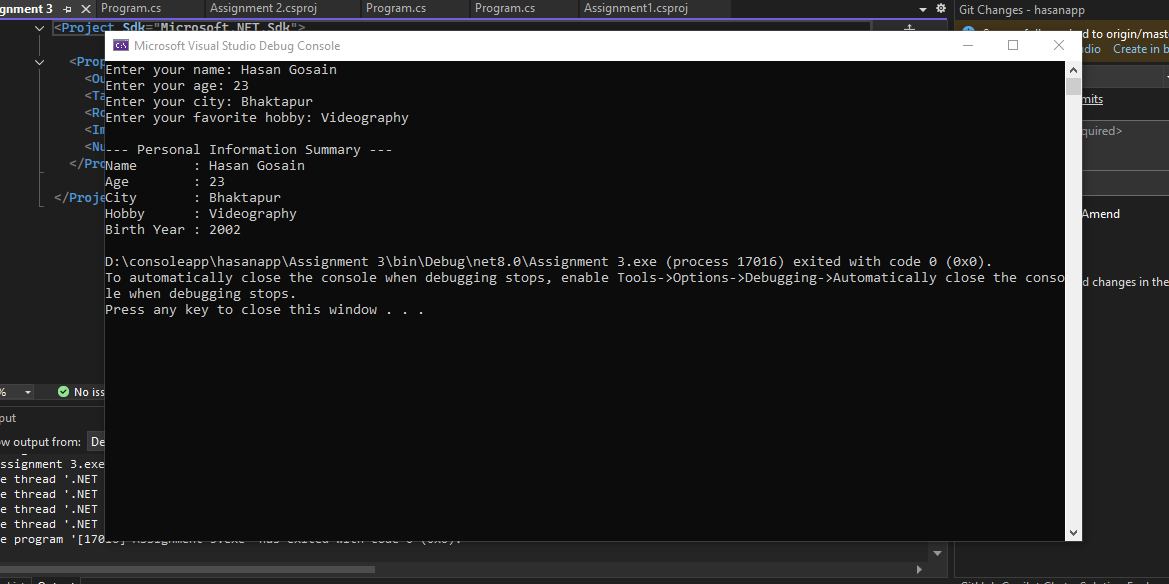 gnment 3 Program.cs Assignment 2.csproj Program.cs Program.cs Assignment1.csproj Git Changes - hasanapp
<Project Sdk="Microsoft.NET.Sdk">
to origin/mast
Microsoft Visual Studio Debug Console
dio Create in b
Enter your name: Hasan Gosain
<Prop
Enter your age: 23
<Ou
Enter your city: Bhaktapur
<Ta
mits
Enter your favorite hobby: Videography
<Ro
<Im
quired>
--- Personal Information Summary ---
<Nu
Name : Hasan Gosain
</Pro
Age : 23
City : Bhaktapur
</Proje
Hobby : Videography
Amend
Birth Year : 2002
D:\consoleapp\hasanapp\Assignment 3\bin\Debug\net8.0\Assignment 3.exe (process 17016) exited with code 0 (0x0).
To automatically close the console when debugging stops, enable Tools->Options->Debugging->Automatically close the conso
le when debugging stops.
d changes in the
Press any key to close this window . . .
% No iss
put
ow output from: De
ssignment 3.exe
e thread '.NET
e thread '.NET
e thread '.NET
e thread '.NET
e program '[17016] Assignment 3.exe' has exited with code 0 (0x0).